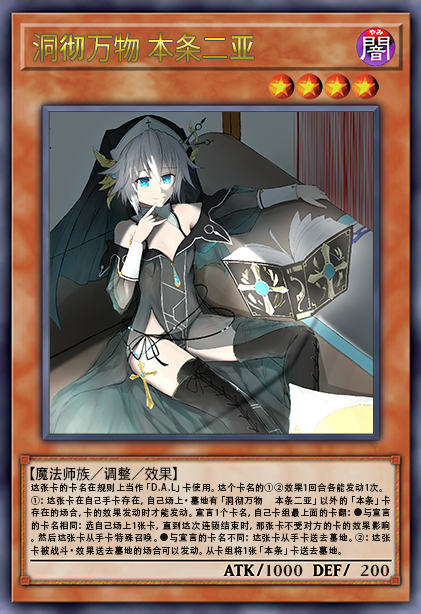 洞彻万物 本条二亚
やみ
闇
【魔法师族／调整／效果】
这张卡的卡名在规则上当作「D.A.L」卡使用。这个卡名的①②效果1回合各能发动1次。
①：这张卡在自己手卡存在，自己场上·墓地有「洞彻万物 本条二亚」以外的「本条」卡
存在的场合，卡的效果发动时才能发动。宣言1个卡名，自己卡组最上面的卡翻：●与宣言
的卡名相同：选自己场上1张卡，直到这次连锁结束时，那张卡不受对方的卡的效果影响
。然后这张卡从手卡特殊召唤。●与宣言的卡名不同：这张卡从手卡送去墓地。②：这张
卡被战斗·效果送去墓地的场合可以发动。从卡组将1张「本条」卡送去墓地。
ATK/1000 DEF/ 200